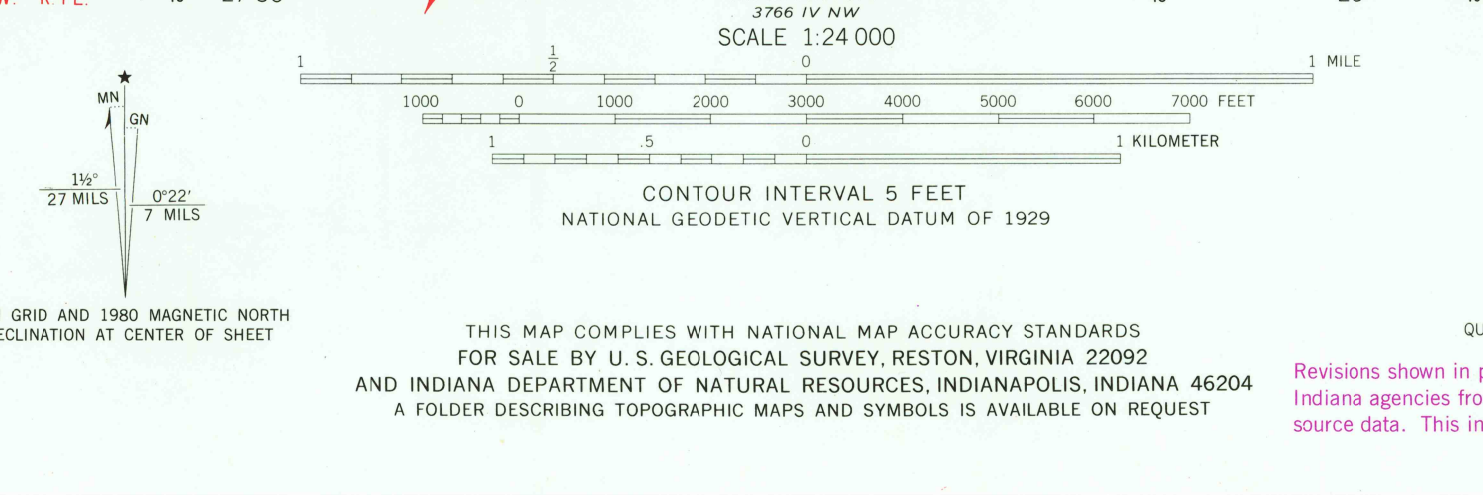 3766 IV NW
SCALE 1:24 000
1 1/2 0 1 MILE
1000 0 1000 2000 3000 4000 5000 6000 7000 FEET
1 .5 0 1 KILOMETER
CONTOUR INTERVAL 5 FEET
NATIONAL GEODETIC VERTICAL DATUM OF 1929
MN
GN
1½°
27 MILS
0°22′
7 MILS
GRID AND 1980 MAGNETIC NORTH
ECLINATION AT CENTER OF SHEET
THIS MAP COMPLIES WITH NATIONAL MAP ACCURACY STANDARDS
FOR SALE BY U. S. GEOLOGICAL SURVEY, RESTON, VIRGINIA 22092
AND INDIANA DEPARTMENT OF NATURAL RESOURCES, INDIANAPOLIS, INDIANA 46204
A FOLDER DESCRIBING TOPOGRAPHIC MAPS AND SYMBOLS IS AVAILABLE ON REQUEST
QU
Revisions shown in p
Indiana agencies fro
source data. This in